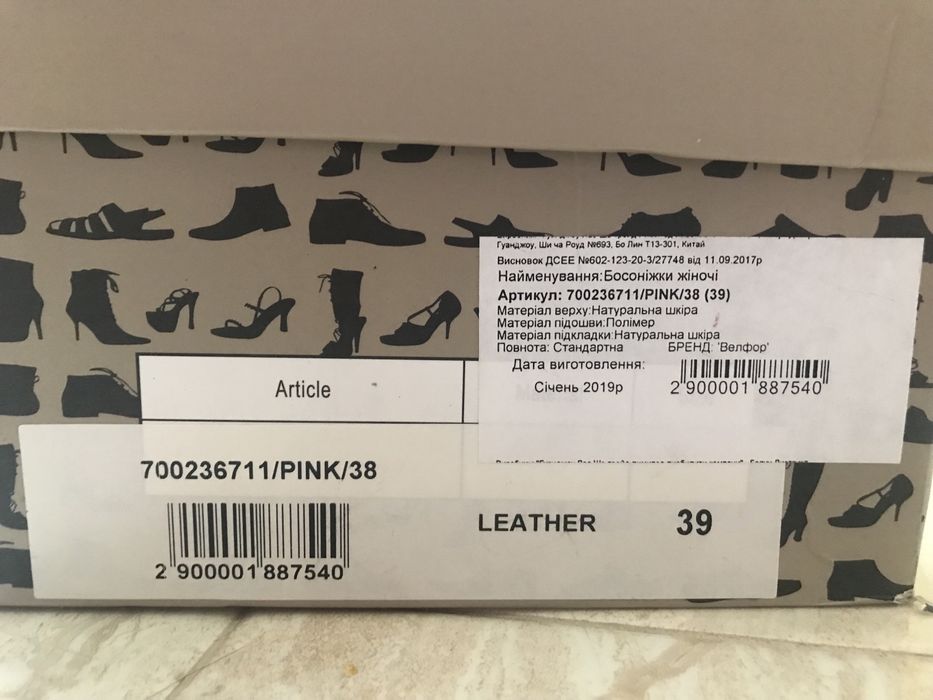 Гуанджоу, Ши ча Роуд №693, Бо Лин Т13-301, Китай
Висновок ДСЕЕ №602-123-20-3/27748 від 11.09.2017р
Найменування:Босоніжки жіночі
Артикул: 700236711/PINK/38 (39)
Матеріал верху:Натуральна шкіра
Матеріал підошви:Полімер
Матеріал підкладки:Натуральна шкіра
Повнота: Стандартна БРЕНД: 'Велфор'
Дата виготовлення:
Січень 2019р
2 900001 887540
Article
700236711/PINK/38
LEATHER 39
2 900001 887540